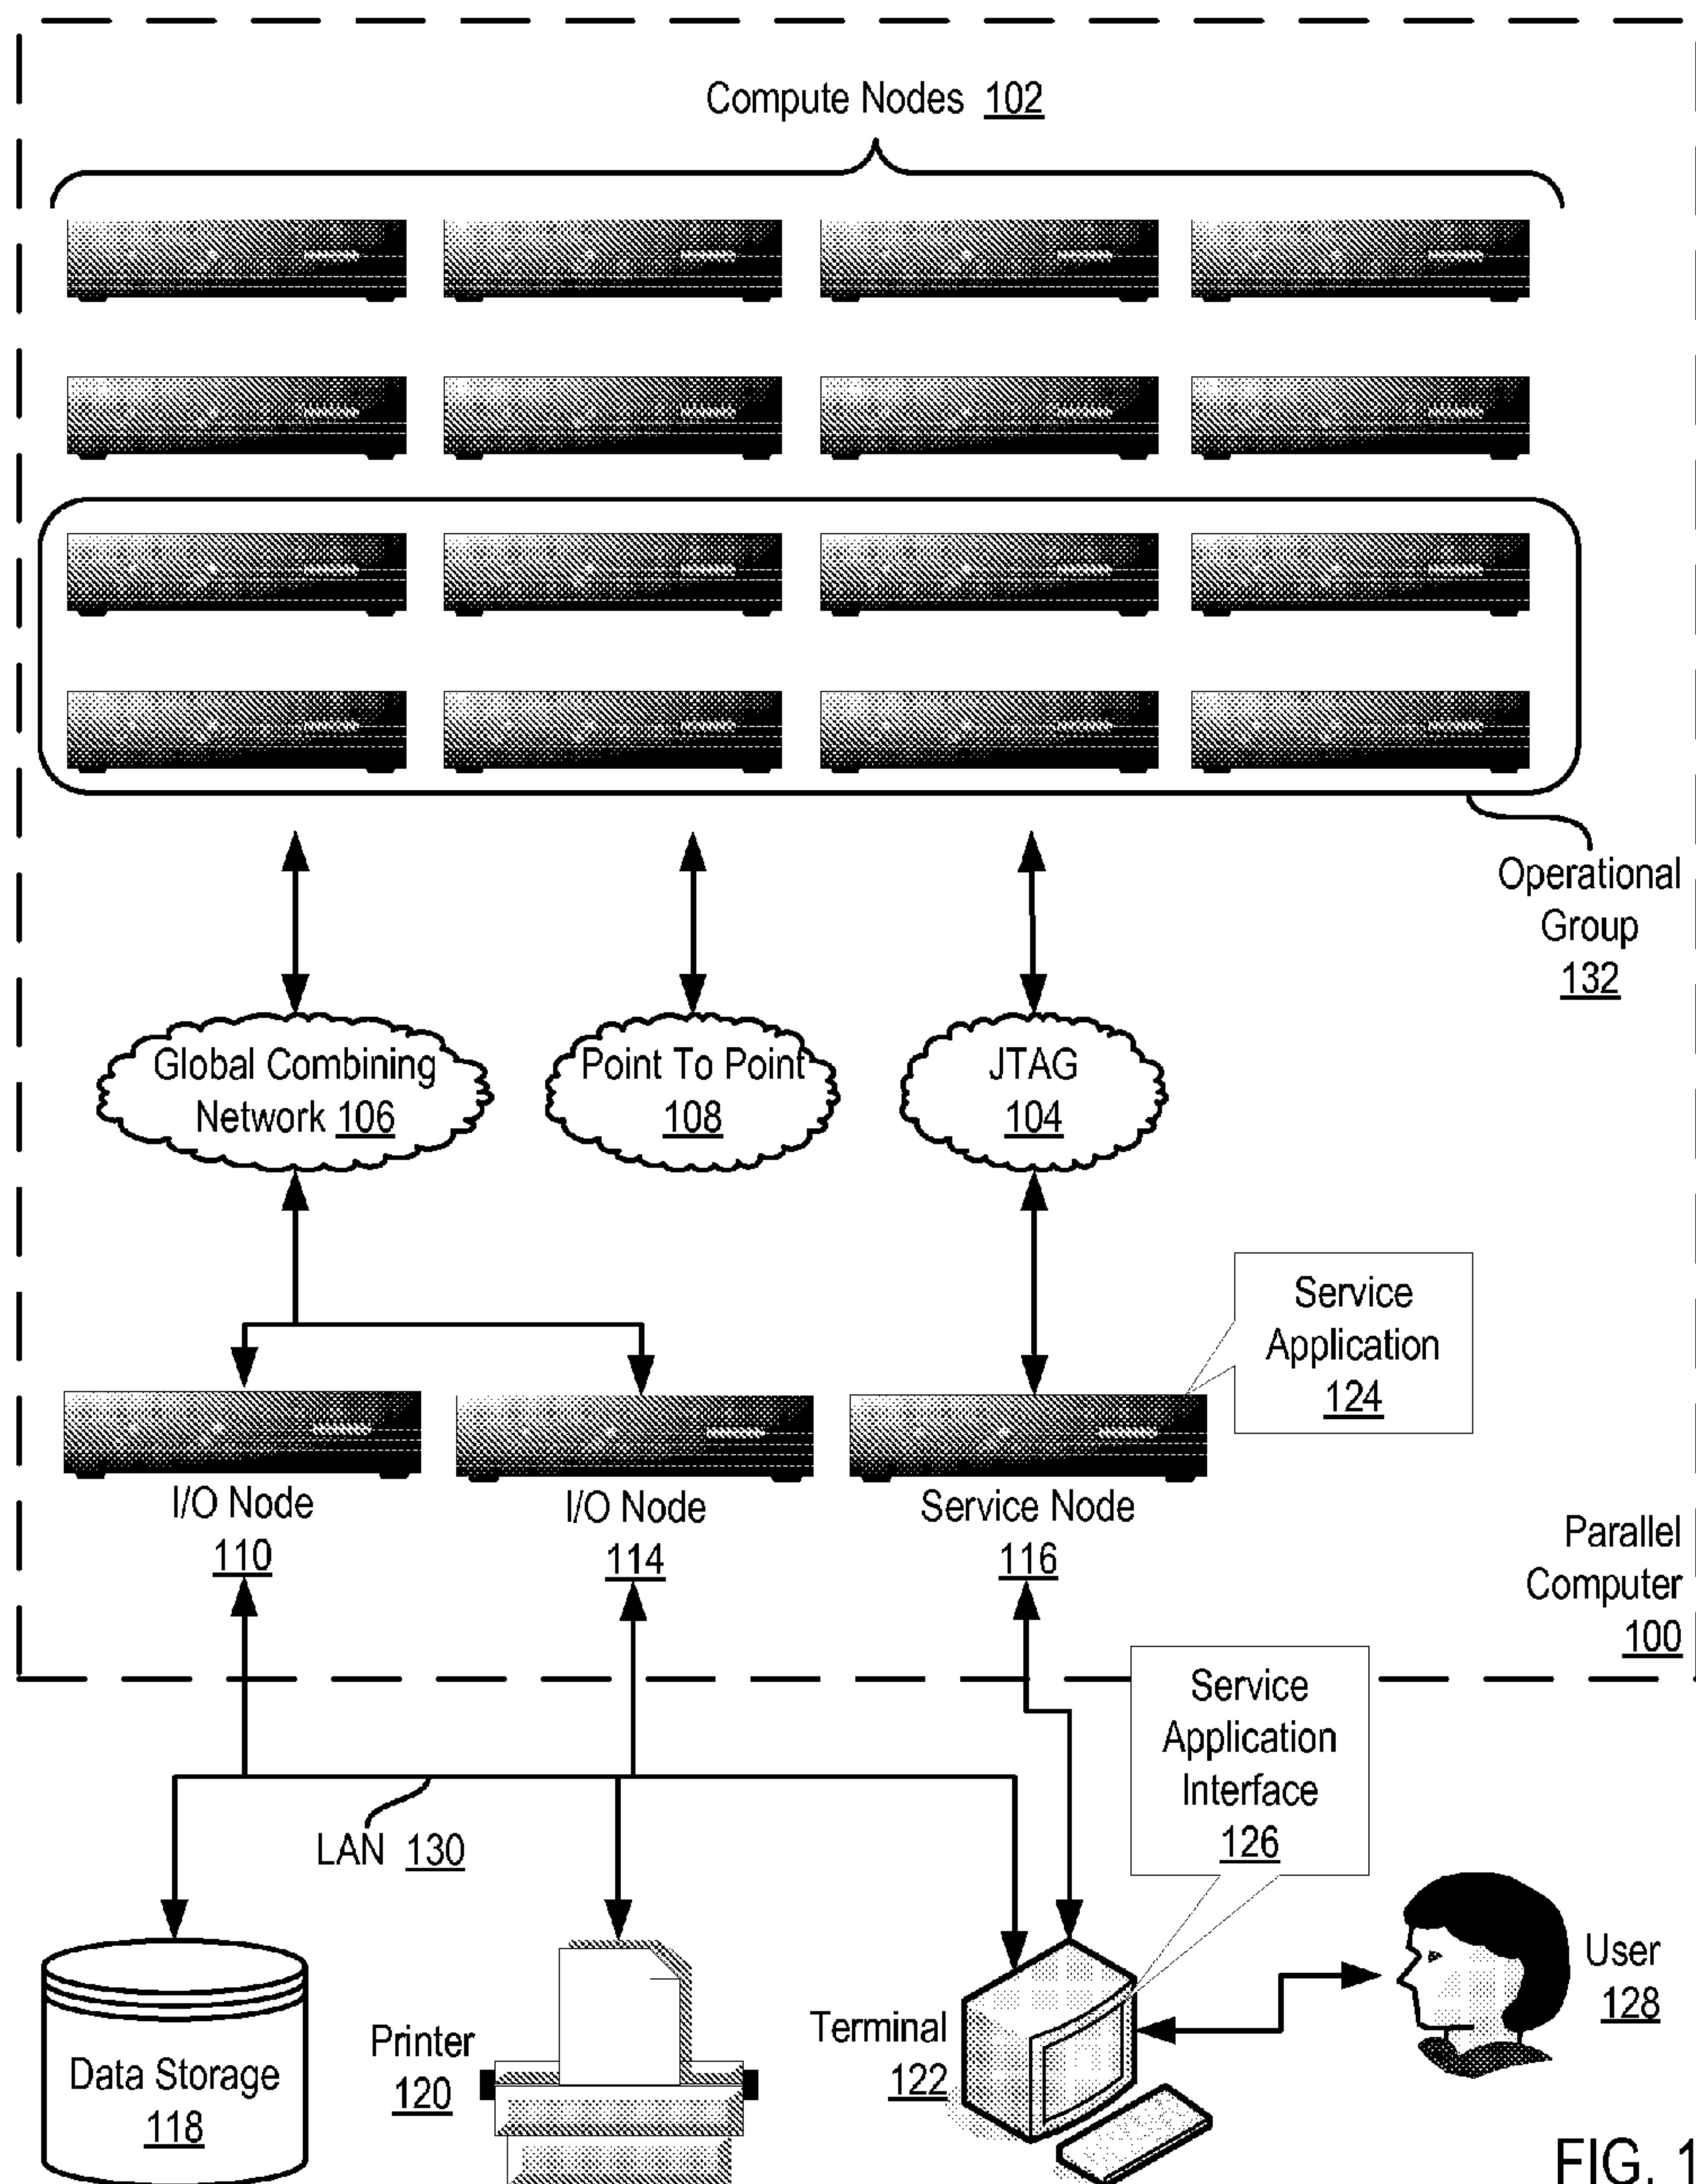 Compute Nodes 102
Operational
Group
132
Global Combining
Network 106
Point To Point
108
JTAG
104
Service
Application
124
I/O Node
110
I/O Node
114
Service Node
116
Parallel
Computer
100
Service
Application
Interface
126
LAN 130
Data Storage
118
Printer
120
Terminal
122
User
128
FIG. 1